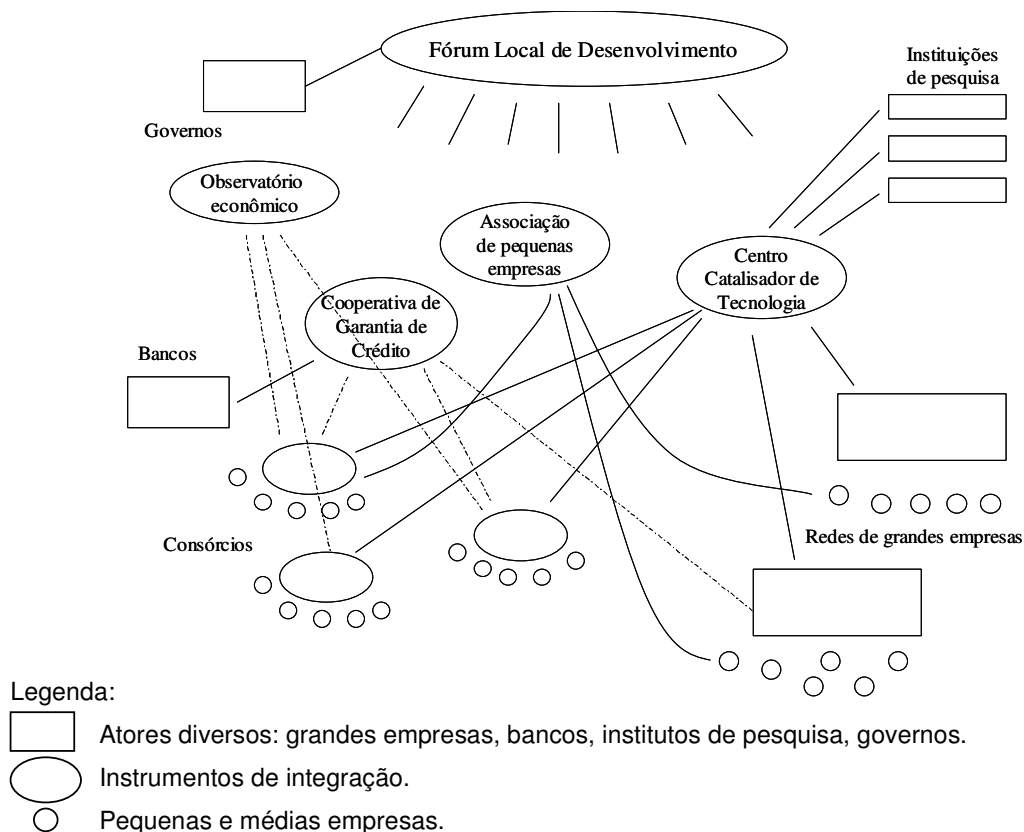 Fórum Local de Desenvolvimento
Instituições
de pesquisa
Governos
Observatório
econômico
Associação
de pequenas
empresas
Centro
Catalisador de
Tecnologia
Cooperativa de
Garantia de
Crédito
Bancos
Consórcios
Redes de grandes empresas
Legenda:
Atores diversos: grandes empresas, bancos, institutos de pesquisa, governos.
Instrumentos de integração.
Pequenas e médias empresas.